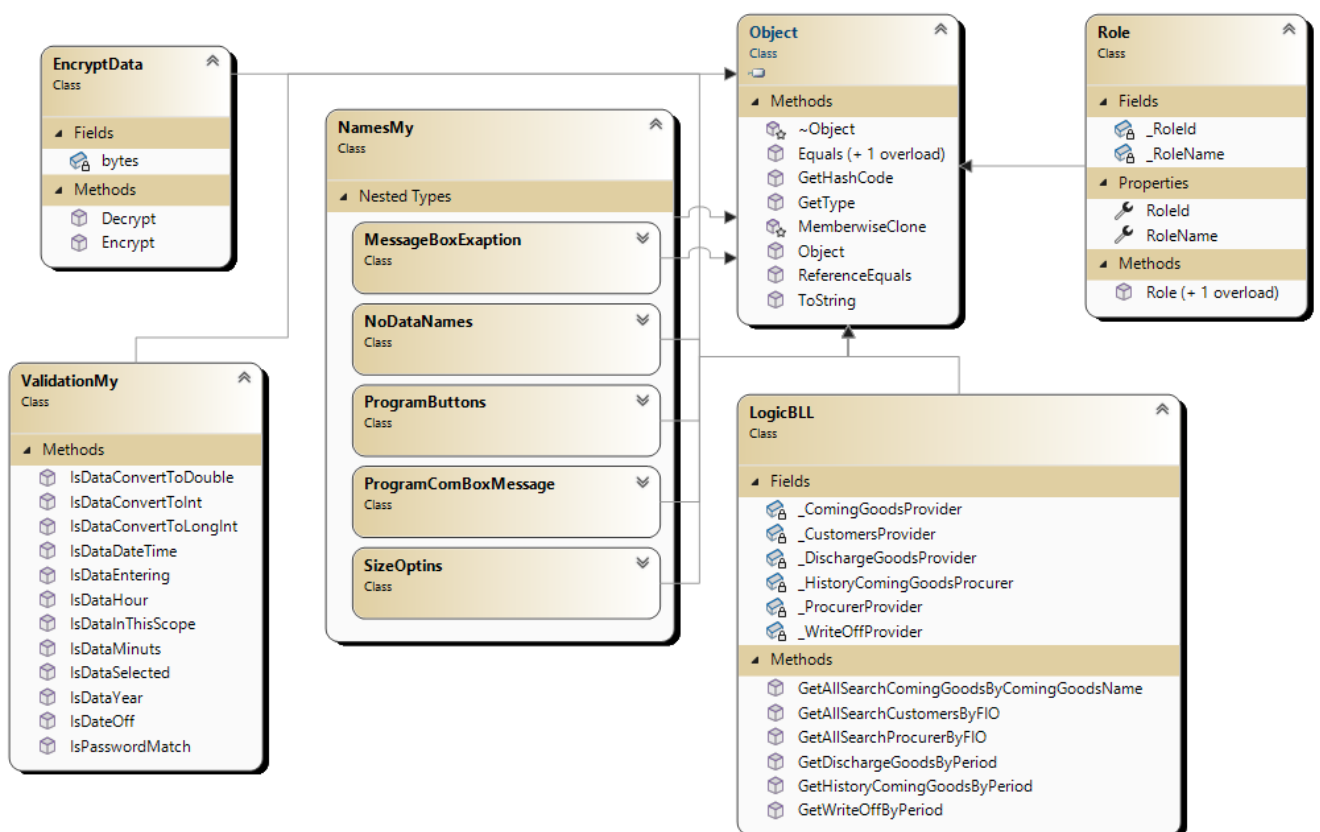 EncryptData
Class
Fields
bytes
Methods
Decrypt
Encrypt
NamesMy
Class
Nested Types
MessageBoxExaption
Class
NoDataNames
Class
ProgramButtons
Class
ProgramComBoxMessage
Class
SizeOptins
Class
Object
Class
Methods
~Object
Equals (+ 1 overload)
GetHashCode
GetType
MemberwiseClone
Object
ReferenceEquals
ToString
Role
Class
Fields
_RoleId
_RoleName
Properties
RoleId
RoleName
Methods
Role (+ 1 overload)
ValidationMy
Class
Methods
IsDataConvertToDouble
IsDataConvertToInt
IsDataConvertToLongInt
IsDataDateTime
IsDataEntering
IsDataHour
IsDataInThisScope
IsDataMinuts
IsDataSelected
IsDataYear
IsDateOff
IsPasswordMatch
LogicBLL
Class
Fields
_ComingGoodsProvider
_CustomersProvider
_DischargeGoodsProvider
_HistoryComingGoodsProcurer
_ProcurerProvider
_WriteOffProvider
Methods
GetAllSearchComingGoodsByComingGoodsName
GetAllSearchCustomersByFIO
GetAllSearchProcurerByFIO
GetDischargeGoodsByPeriod
GetHistoryComingGoodsByPeriod
GetWriteOffByPeriod